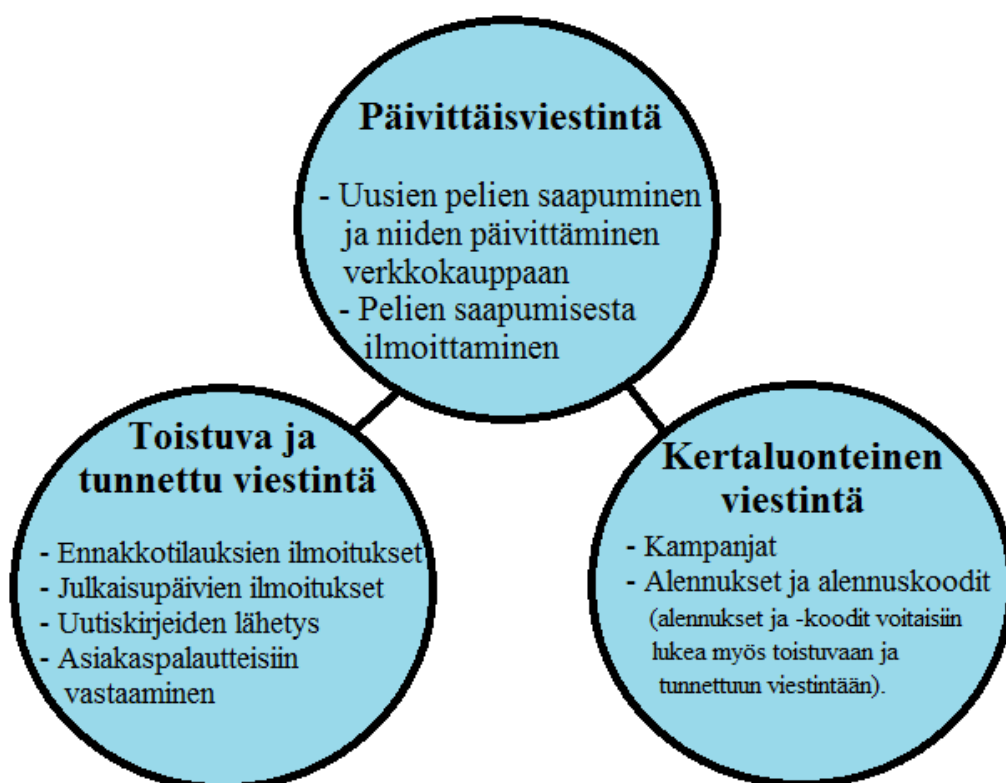 Päivittäisviestintä
- Uusien pelien saapuminen
ja niiden päivittäminen
verkkokauppaan
- Pelien saapumisesta
ilmoittaminen
Toistuva ja
tunnettu viestintä
- Ennakkotilauksien ilmoitukset
- Julkaisupäivien ilmoitukset
- Uutiskirjeiden lähetys
- Asiakaspalautteisiin
vastaaminen
Kertaluonteinen
viestintä
- Kampanjat
- Alennukset ja alennuskoodit
(alennukset ja -koodit voitaisiin
lukea myös toistuvaan ja
tunnettuun viestintään).